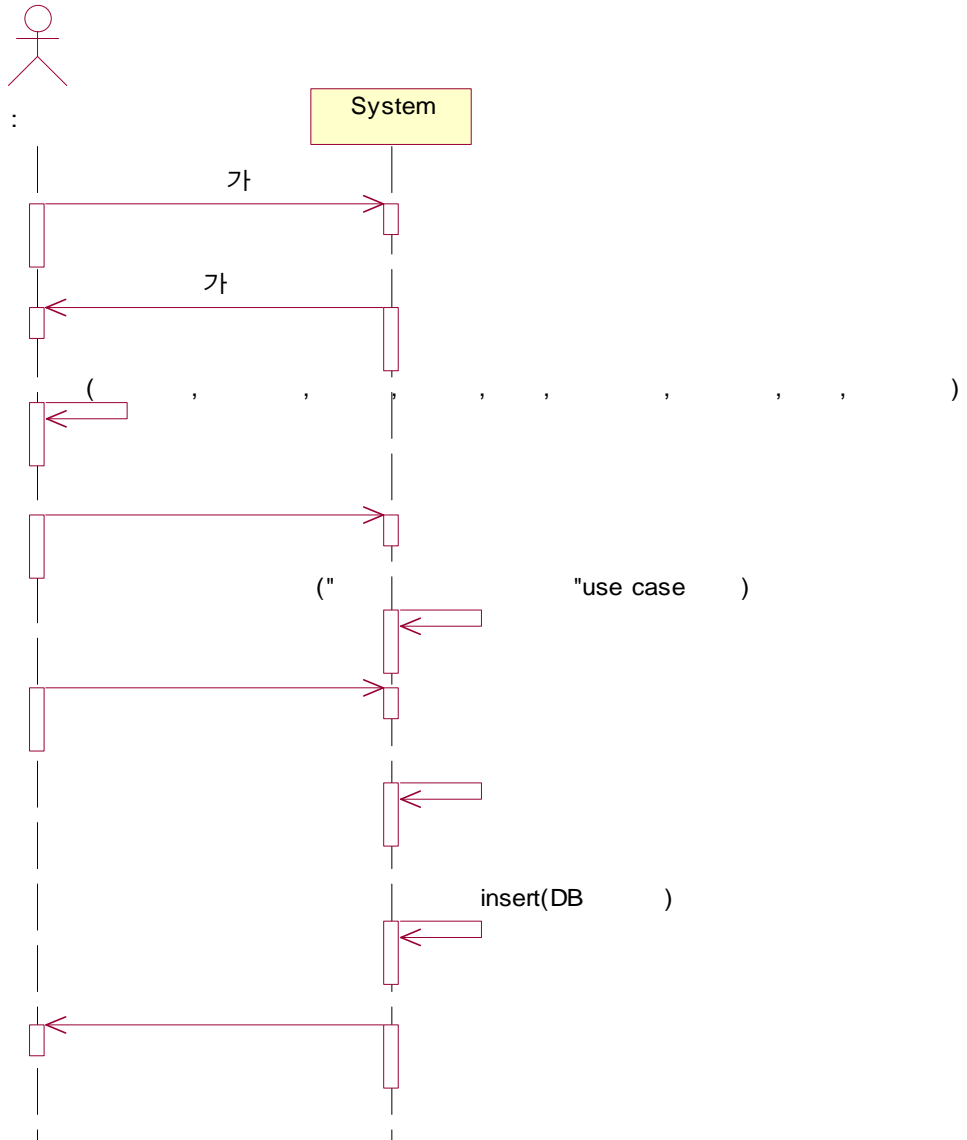 System
:
가
가
( , , , , , , , , )
(" "use case )
insert(DB )